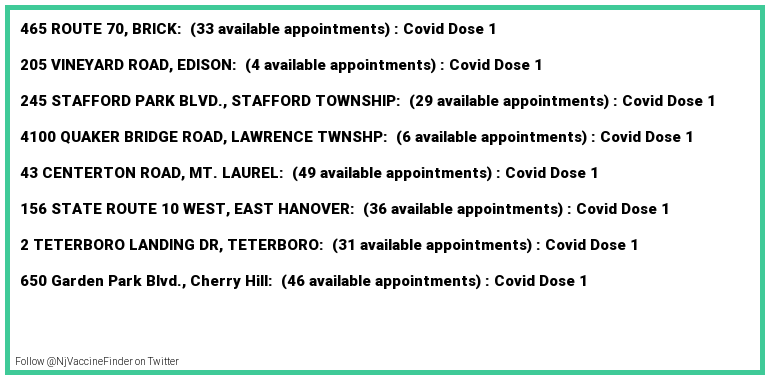 465 ROUTE 70, BRICK:  (33 available appointments) : Covid Dose 1
205 VINEYARD ROAD, EDISON:  (4 available appointments) : Covid Dose 1
245 STAFFORD PARK BLVD., STAFFORD TOWNSHIP:  (29 available appointments) : Covid Dose 1
4100 QUAKER BRIDGE ROAD, LAWRENCE TWNSHP:  (6 available appointments) : Covid Dose 1
43 CENTERTON ROAD, MT. LAUREL:  (49 available appointments) : Covid Dose 1
156 STATE ROUTE 10 WEST, EAST HANOVER:  (36 available appointments) : Covid Dose 1
2 TETERBORO LANDING DR, TETERBORO:  (31 available appointments) : Covid Dose 1
650 Garden Park Blvd., Cherry Hill:  (46 available appointments) : Covid Dose 1
Follow @NjVaccineFinder on Twitter